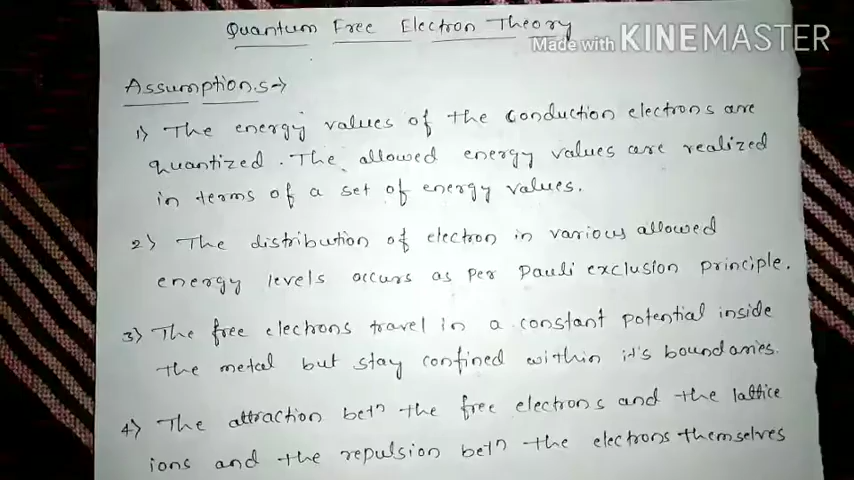 Quantum Free Electron Theory
Made with KINEMASTER
Assumptions→
1) The energy values of the conduction electrons are
quantized. The allowed energy values are realized
in terms of a set of energy values.
2) The distribution of electron in various allowed
energy levels occurs as per Pauli exclusion principle.
3) The free electrons travel in a constant potential inside
the metal but stay confined within it's boundaries.
4) The attraction betn the free electrons and the lattice
ions and the repulsion betn the electrons themselves